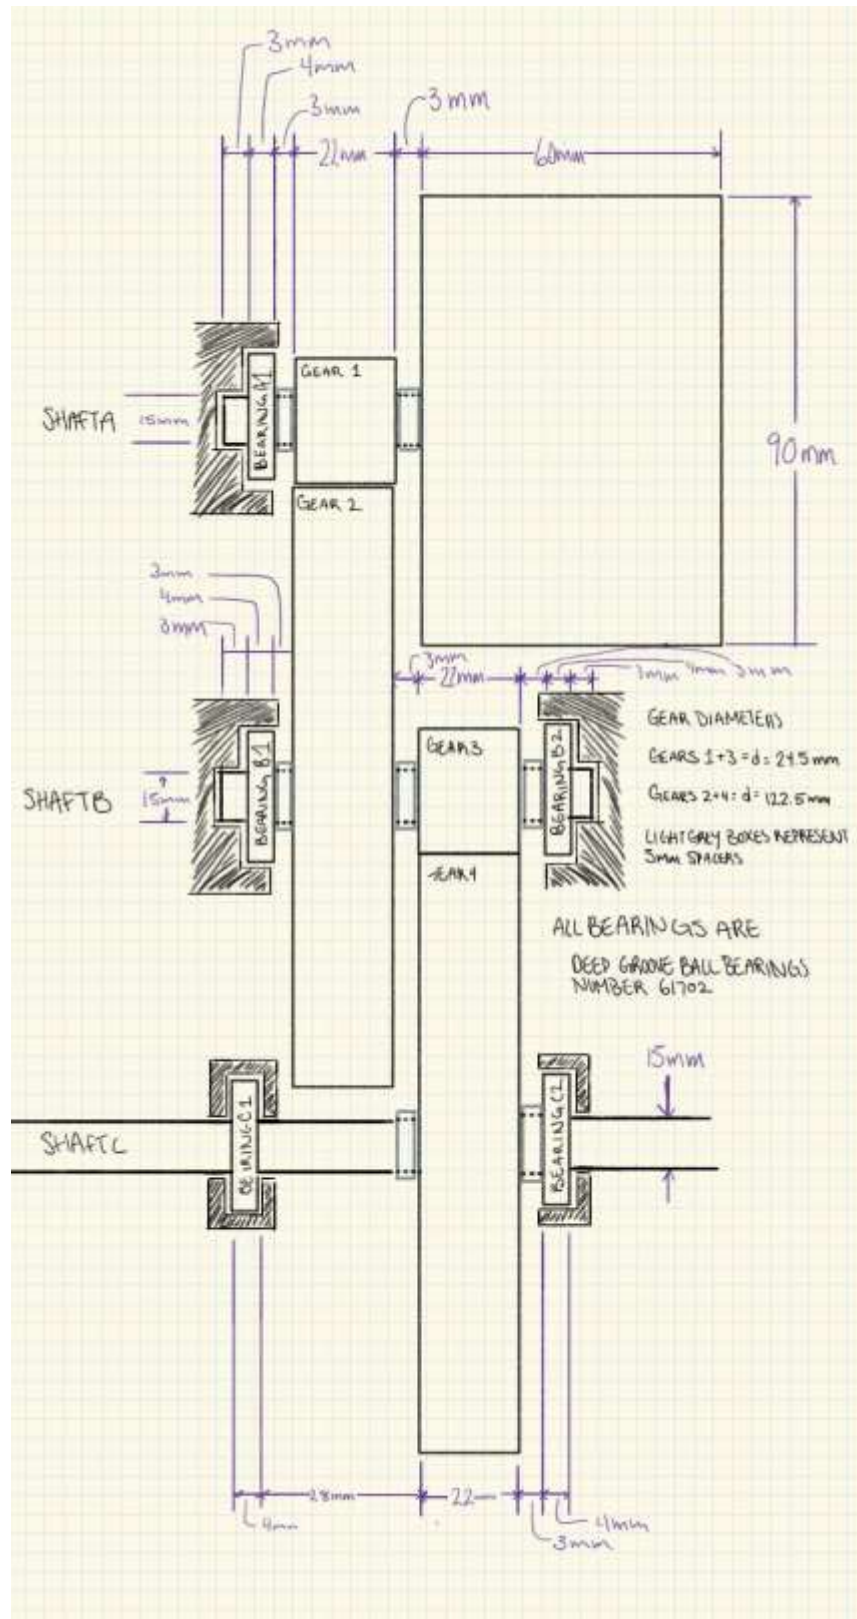 3mm
4mm
3mm
3mm
22mm
60mm
GEAR 1
BEARING A1
SHAFTA
15mm
90mm
GEAR 2
3mm
4mm
3mm
3mm
22mm
3mm 4mm 3mm
GEAR DIAMETERS
GEARS 1+3 = d = 24.5mm
GEARS 2+4: d = 122.5mm
LIGHT GREY BOXES REPRESENT
3mm SPACERS
GEAR3
BEARING B1
BEARING B2
SHAFTB
15mm
GEAR4
ALL BEARINGS ARE
DEEP GROOVE BALL BEARINGS
NUMBER 61702
15mm
SHAFTC
BEARING C1
BEARING C2
28mm
22
4mm
4mm
3mm